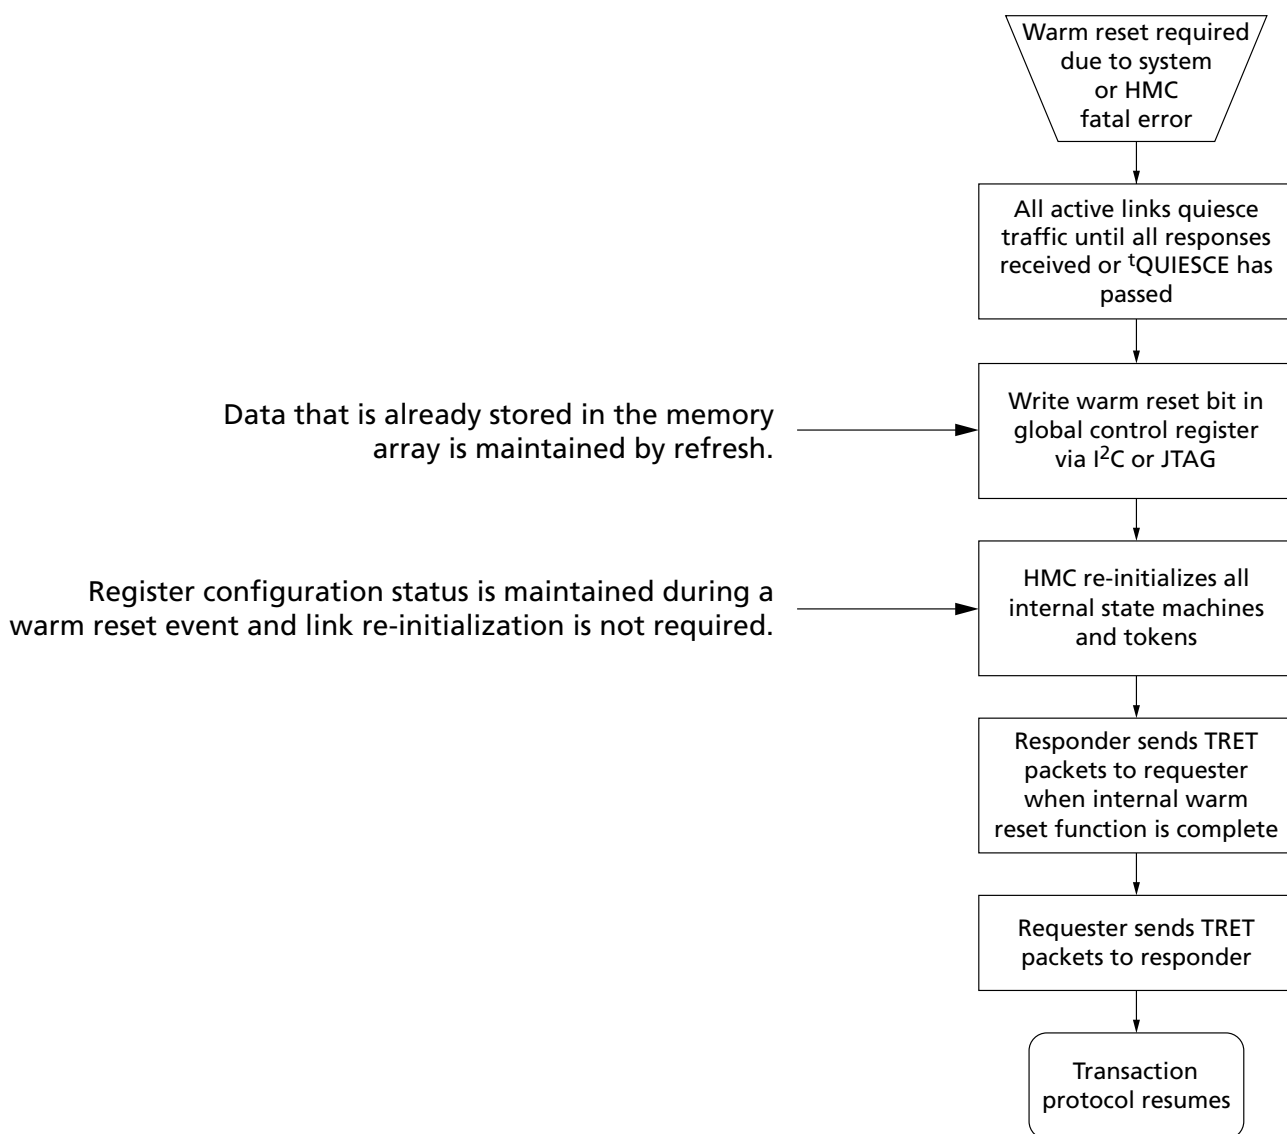 Warm reset required
due to system
or HMC
fatal error
All active links quiesce
traffic until all responses
received or ᵗQUIESCE has
passed
Data that is already stored in the memory
array is maintained by refresh.
Write warm reset bit in
global control register
via I²C or JTAG
Register configuration status is maintained during a
warm reset event and link re-initialization is not required.
HMC re-initializes all
internal state machines
and tokens
Responder sends TRET
packets to requester
when internal warm
reset function is complete
Requester sends TRET
packets to responder
Transaction
protocol resumes